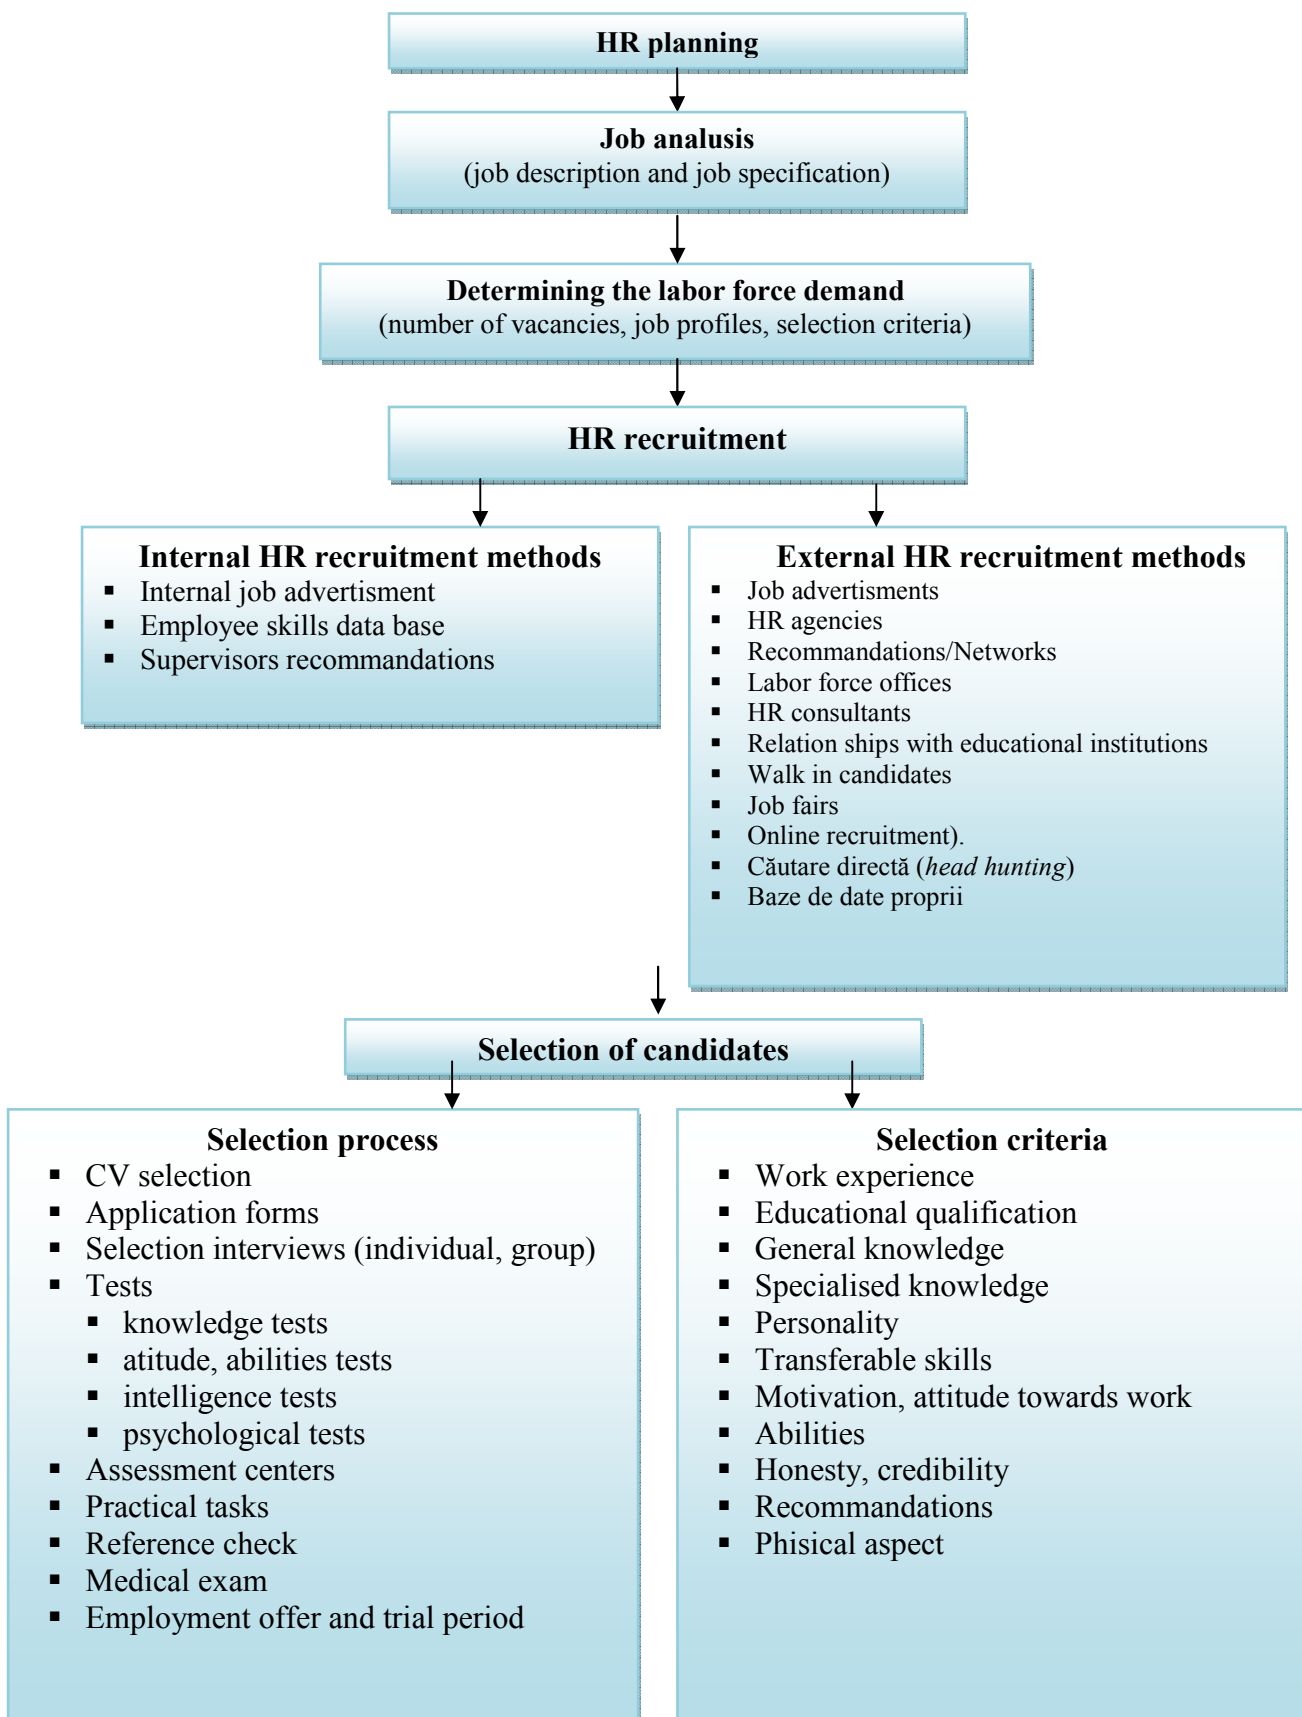 HR planning
Job analusis
(job description and job specification)
Determining the labor force demand
(number of vacancies, job profiles, selection criteria)
HR recruitment
Internal HR recruitment methods
▪ Internal job advertisment
▪ Employee skills data base
▪ Supervisors recommandations
External HR recruitment methods
▪ Job advertisments
▪ HR agencies
▪ Recommandations/Networks
▪ Labor force offices
▪ HR consultants
▪ Relation ships with educational institutions
▪ Walk in candidates
▪ Job fairs
▪ Online recruitment).
▪ Căutare directă (head hunting)
▪ Baze de date proprii
Selection of candidates
Selection process
▪ CV selection
▪ Application forms
▪ Selection interviews (individual, group)
▪ Tests
▪ knowledge tests
▪ atitude, abilities tests
▪ intelligence tests
▪ psychological tests
▪ Assessment centers
▪ Practical tasks
▪ Reference check
▪ Medical exam
▪ Employment offer and trial period
Selection criteria
▪ Work experience
▪ Educational qualification
▪ General knowledge
▪ Specialised knowledge
▪ Personality
▪ Transferable skills
▪ Motivation, attitude towards work
▪ Abilities
▪ Honesty, credibility
▪ Recommandations
▪ Phisical aspect